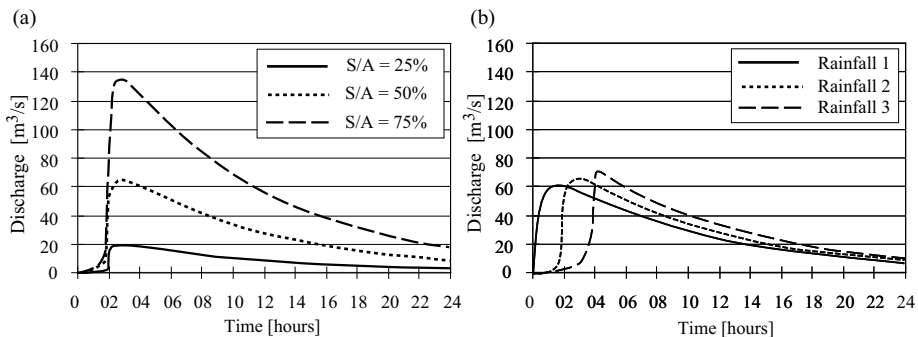 (a)
160
140
120
100
80
60
40
20
0
Discharge [m³/s]
S/A = 25%
S/A = 50%
S/A = 75%
0 02 04 06 08 10 12 14 16 18 20 22 24
Time [hours]
(b)
160
140
120
100
80
60
40
20
0
Discharge [m³/s]
Rainfall 1
Rainfall 2
Rainfall 3
0 02 04 06 08 10 12 14 16 18 20 22 24
Time [hours]